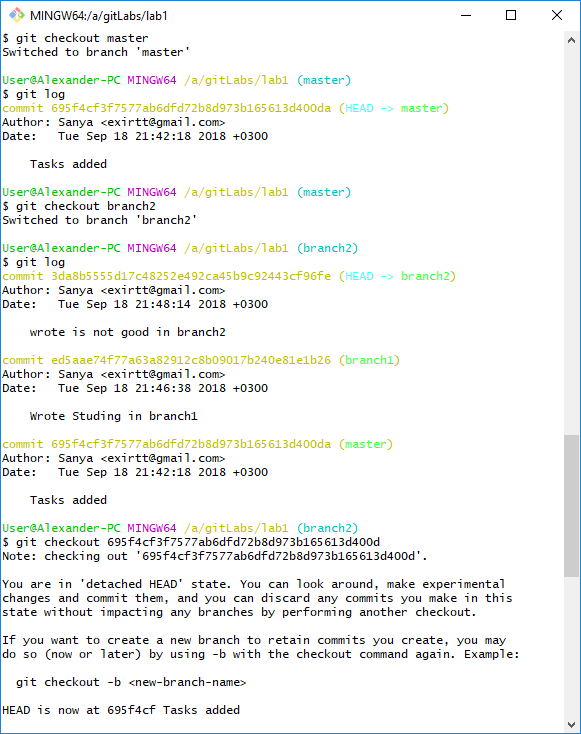 MINGW64:/a/gitLabs/lab1
$ git checkout master
Switched to branch 'master'
User@Alexander-PC MINGW64 /a/gitLabs/lab1 (master)
$ git log
commit 695f4cf3f7577ab6dfd72b8d973b165613d400da (HEAD -> master)
Author: Sanya <exirtt@gmail.com>
Date:   Tue Sep 18 21:42:18 2018 +0300
    Tasks added
User@Alexander-PC MINGW64 /a/gitLabs/lab1 (master)
$ git checkout branch2
Switched to branch 'branch2'
User@Alexander-PC MINGW64 /a/gitLabs/lab1 (branch2)
$ git log
commit 3da8b5555d17c48252e492ca45b9c92443cf96fe (HEAD -> branch2)
Author: Sanya <exirtt@gmail.com>
Date:   Tue Sep 18 21:48:14 2018 +0300
    wrote is not good in branch2
commit ed5aae74f77a63a82912c8b09017b240e81e1b26 (branch1)
Author: Sanya <exirtt@gmail.com>
Date:   Tue Sep 18 21:46:38 2018 +0300
    Wrote Studing in branch1
commit 695f4cf3f7577ab6dfd72b8d973b165613d400da (master)
Author: Sanya <exirtt@gmail.com>
Date:   Tue Sep 18 21:42:18 2018 +0300
    Tasks added
User@Alexander-PC MINGW64 /a/gitLabs/lab1 (branch2)
$ git checkout 695f4cf3f7577ab6dfd72b8d973b165613d400d
Note: checking out '695f4cf3f7577ab6dfd72b8d973b165613d400d'.
You are in 'detached HEAD' state. You can look around, make experimental
changes and commit them, and you can discard any commits you make in this
state without impacting any branches by performing another checkout.
If you want to create a new branch to retain commits you create, you may
do so (now or later) by using -b with the checkout command again. Example:
  git checkout -b <new-branch-name>
HEAD is now at 695f4cf Tasks added